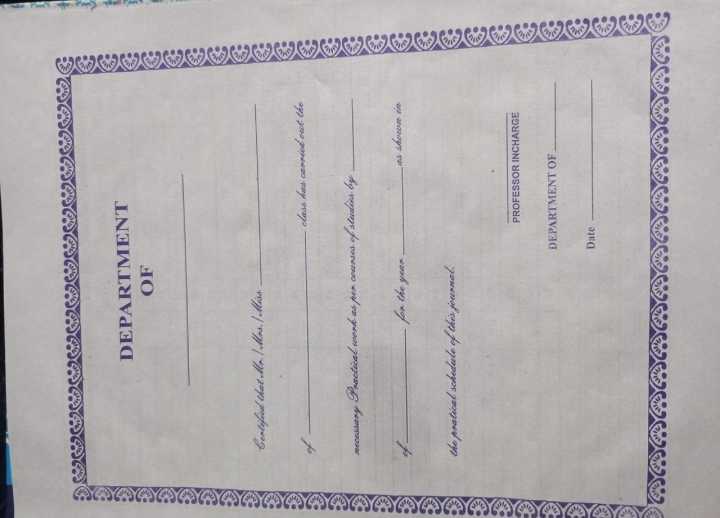 DEPARTMENT
OF
Certified that Mr. / Mrs. / Miss
of class has carried out the
necessary Practical work as per courses of studies by
of for the year as shown in
the pratical schedule of this journal.
PROFESSOR INCHARGE
DEPARTMENT OF
Date